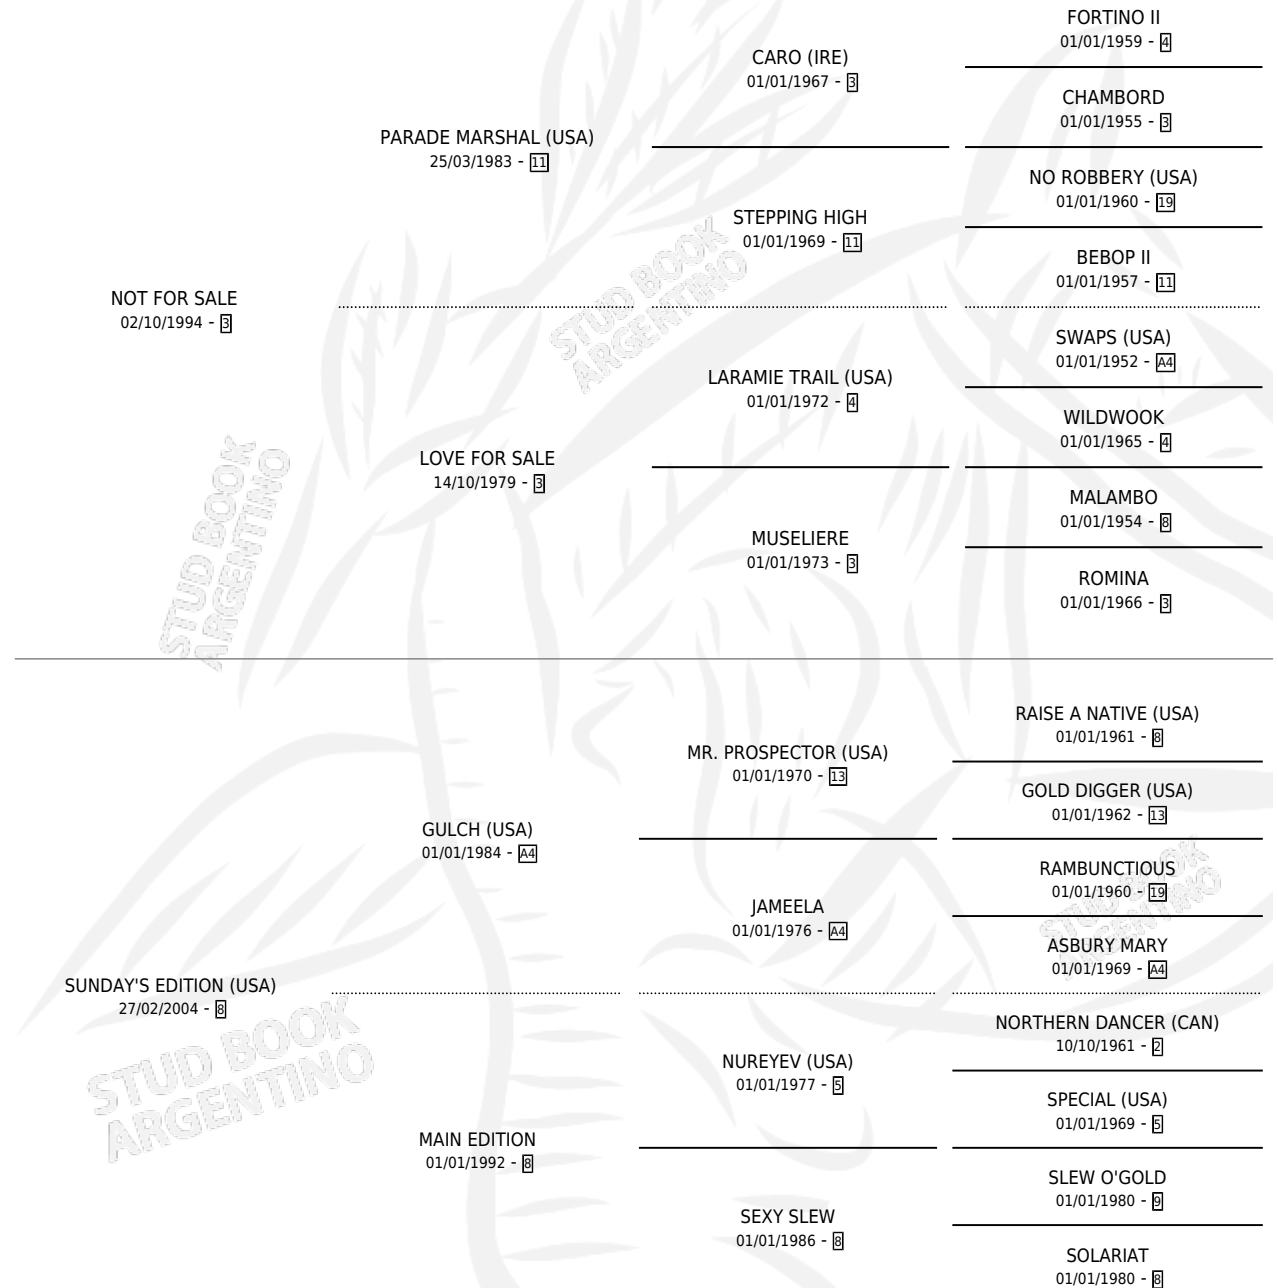 FORTINO II
01/01/1959 - 4
CARO (IRE)
01/01/1967 - 3
CHAMBORD
01/01/1955 - 3
PARADE MARSHAL (USA)
25/03/1983 - 11
NO ROBBERY (USA)
01/01/1960 - 19
STEPPING HIGH
01/01/1969 - 11
BEBOP II
01/01/1957 - 11
NOT FOR SALE
02/10/1994 - 3
SWAPS (USA)
01/01/1952 - A4
LARAMIE TRAIL (USA)
01/01/1972 - 4
WILDWOOK
01/01/1965 - 4
LOVE FOR SALE
14/10/1979 - 3
MALAMBO
01/01/1954 - 8
MUSELIERE
01/01/1973 - 3
ROMINA
01/01/1966 - 3
STUD BOOK
ARGENTINO
STUD BOOK
ARGENTINO
RAISE A NATIVE (USA)
01/01/1961 - 8
MR. PROSPECTOR (USA)
01/01/1970 - 13
GOLD DIGGER (USA)
01/01/1962 - 13
GULCH (USA)
01/01/1984 - A4
RAMBUNCTIOUS
01/01/1960 - 19
JAMEELA
01/01/1976 - A4
ASBURY MARY
01/01/1969 - A4
SUNDAY'S EDITION (USA)
27/02/2004 - 8
NORTHERN DANCER (CAN)
10/10/1961 - 2
NUREYEV (USA)
01/01/1977 - 5
SPECIAL (USA)
01/01/1969 - 5
MAIN EDITION
01/01/1992 - 8
SLEW O'GOLD
01/01/1980 - 9
SEXY SLEW
01/01/1986 - 8
SOLARIAT
01/01/1980 - 8
STUD BOOK
ARGENTINO
STUD BOOK
ARGENTINO